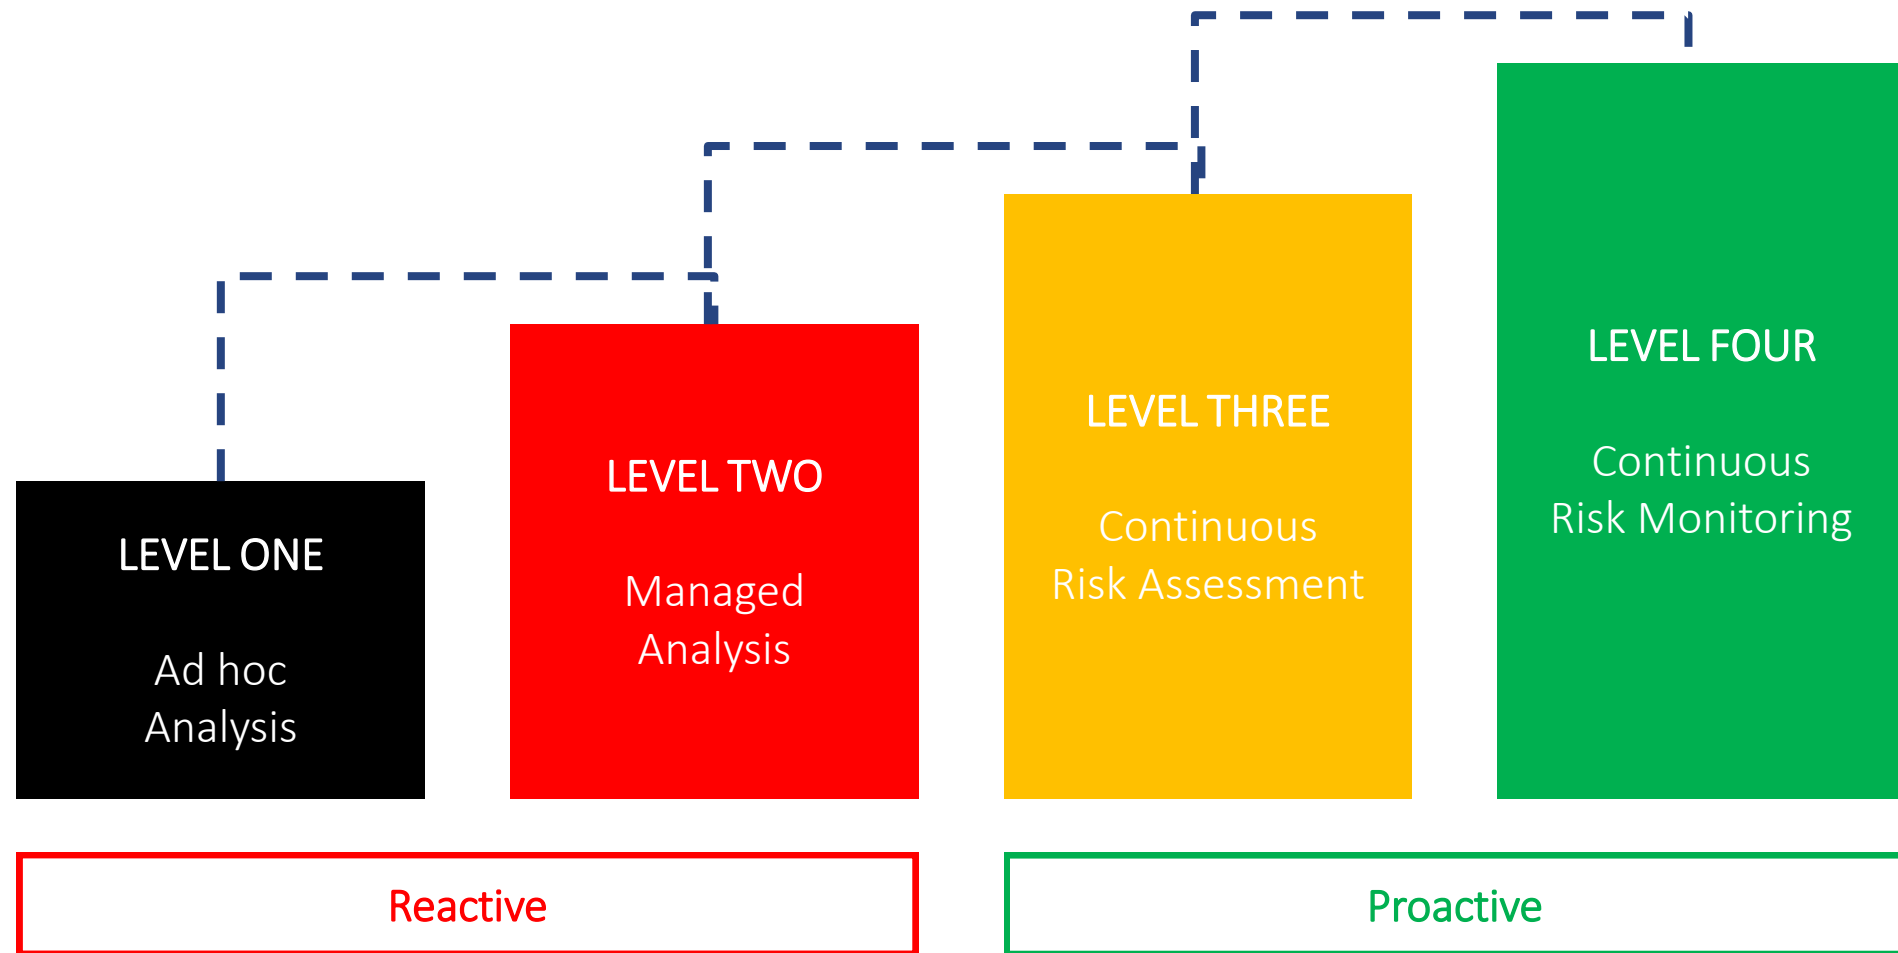 LEVEL ONE
Ad hoc
Analysis
LEVEL TWO
Managed
Analysis
LEVEL THREE
Continuous
Risk Assessment
LEVEL FOUR
Continuous
Risk Monitoring
Reactive
Proactive